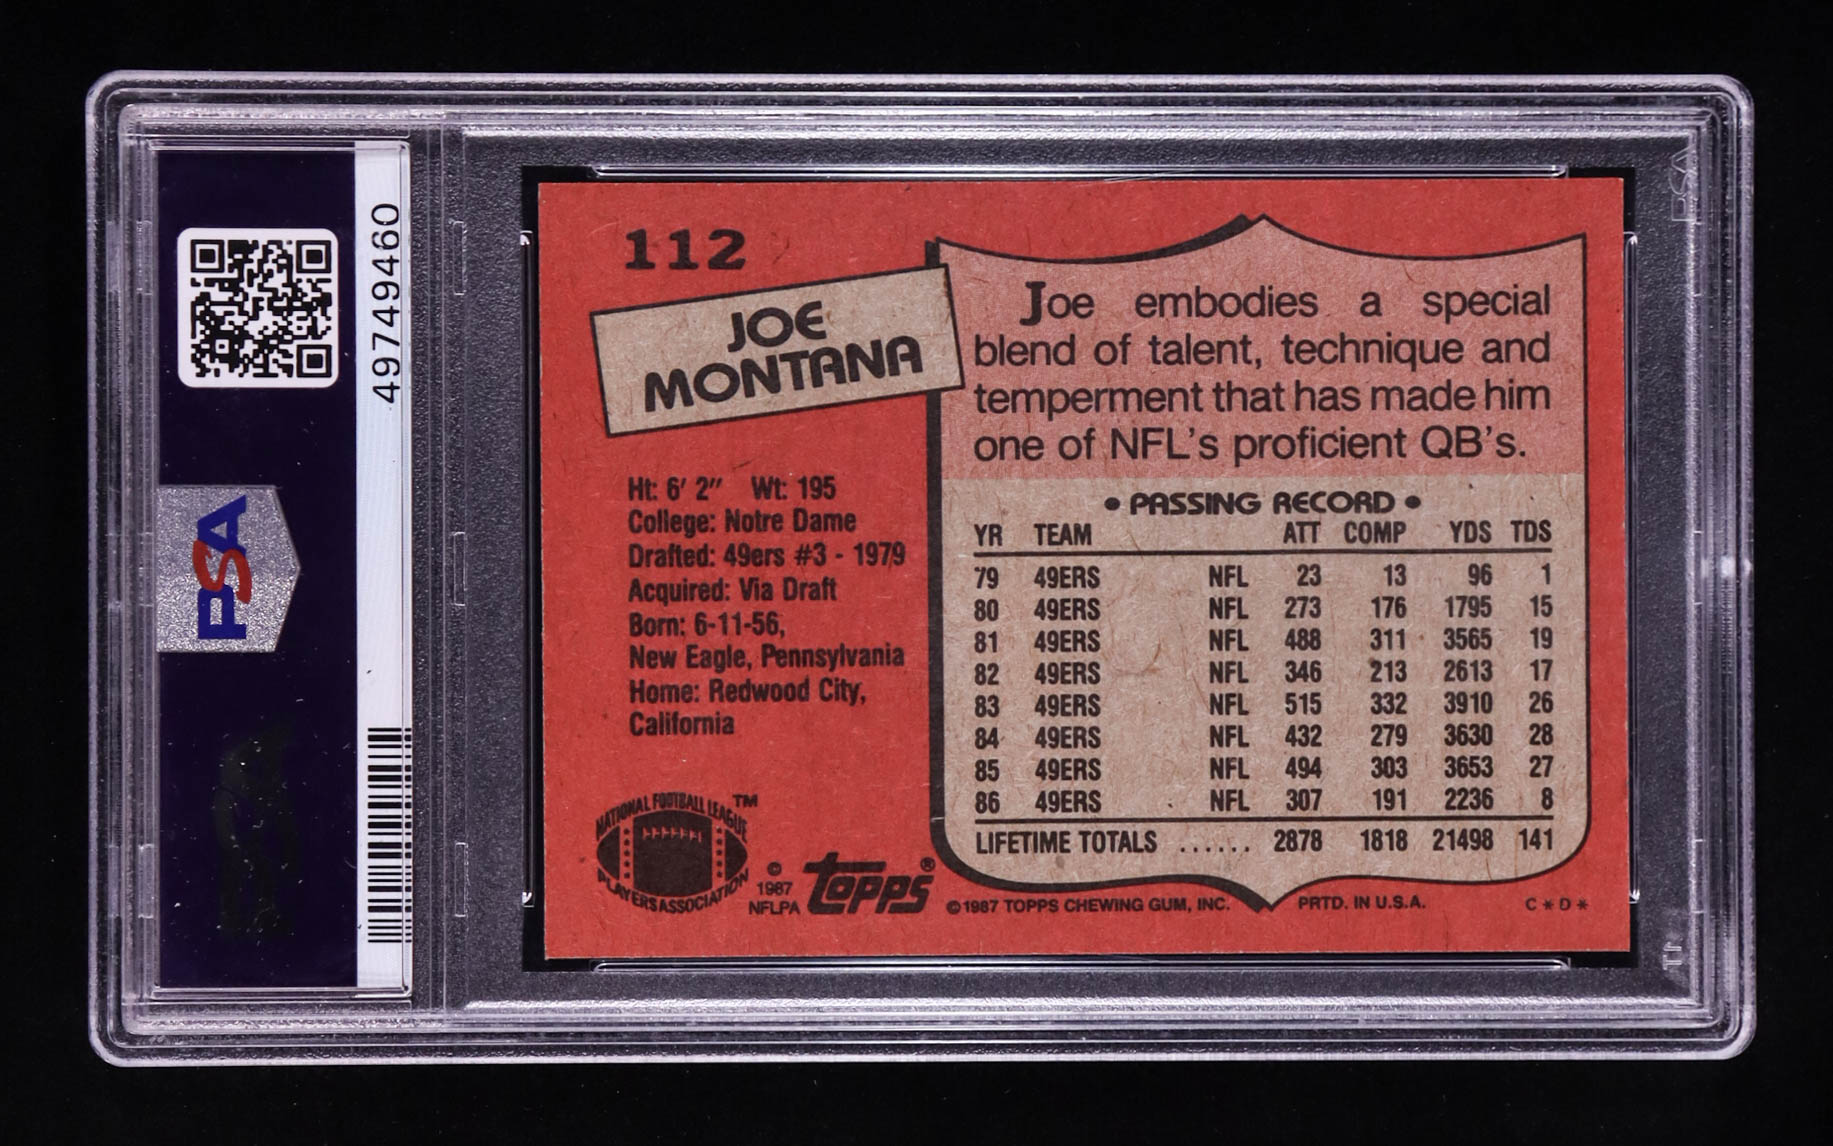 49749460
PSA
112
JOE
MONTANA
Ht: 6' 2" Wt: 195
College: Notre Dame
Drafted: 49ers #3 - 1979
Acquired: Via Draft
Born: 6-11-56,
New Eagle, Pennsylvania
Home: Redwood City,
California
NATIONAL FOOTBALL LEAGUE ™
PLAYERS ASSOCIATION
©
1987
NFLPA
Topps®
Joe embodies a special
blend of talent, technique and
temperment that has made him
one of NFL's proficient QB's.
• PASSING RECORD •
YR TEAM ATT COMP YDS TDS
79 49ERS NFL 23 13 96 1
80 49ERS NFL 273 176 1795 15
81 49ERS NFL 488 311 3565 19
82 49ERS NFL 346 213 2613 17
83 49ERS NFL 515 332 3910 26
84 49ERS NFL 432 279 3630 28
85 49ERS NFL 494 303 3653 27
86 49ERS NFL 307 191 2236 8
LIFETIME TOTALS ...... 2878 1818 21498 141
©1987 TOPPS CHEWING GUM, INC. PRTD. IN U.S.A. C*D*
PSA